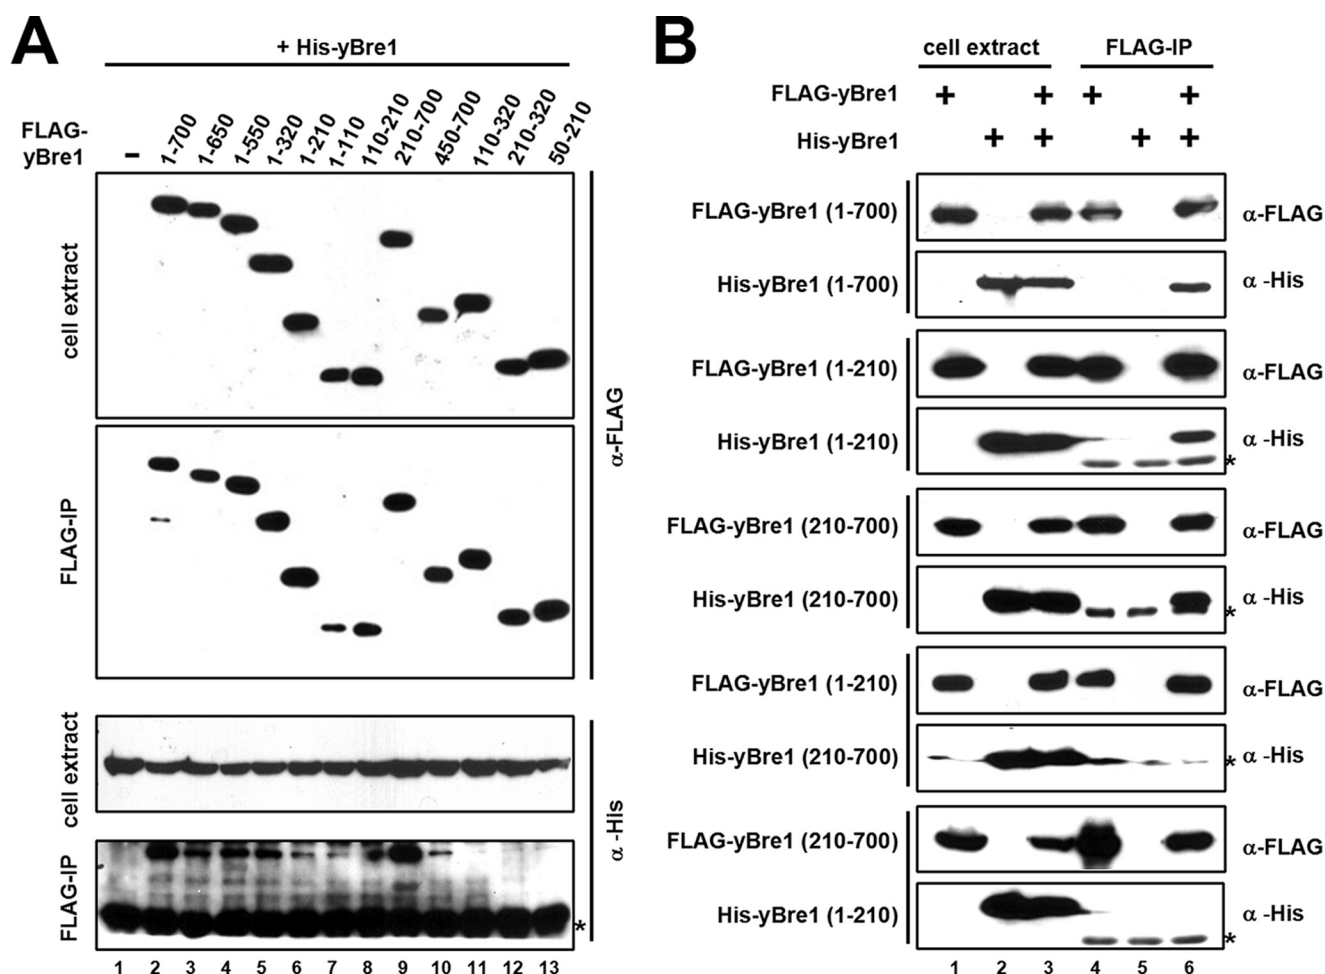 A
+ His-yBre1
FLAG-
yBre1
–
1-700
1-650
1-550
1-320
1-210
1-110
110-210
210-700
450-700
110-320
210-320
50-210
cell extract
FLAG-IP
α-FLAG
cell extract
FLAG-IP
α -His
*
1 2 3 4 5 6 7 8 9 10 11 12 13
B
cell extract FLAG-IP
FLAG-yBre1 + + + +
His-yBre1 + + + +
FLAG-yBre1 (1-700) α-FLAG
His-yBre1 (1-700) α -His
FLAG-yBre1 (1-210) α-FLAG
His-yBre1 (1-210) * α -His
FLAG-yBre1 (210-700) α-FLAG
His-yBre1 (210-700) * α -His
FLAG-yBre1 (1-210) α-FLAG
His-yBre1 (210-700) * α -His
FLAG-yBre1 (210-700) α-FLAG
His-yBre1 (1-210) * α -His
1 2 3 4 5 6